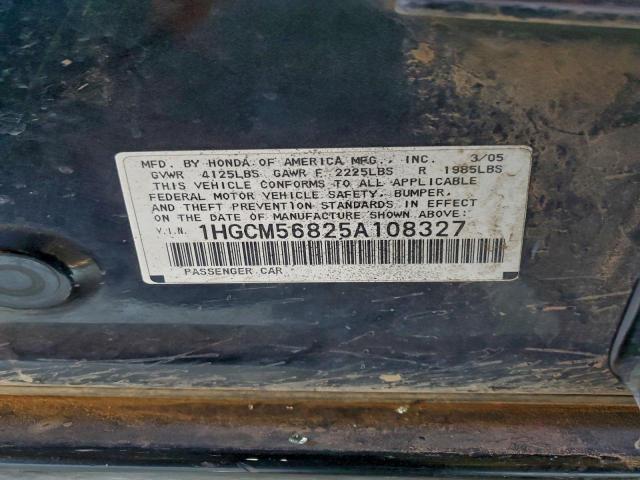 MFD. BY HONDA OF AMERICA MFG., INC. 3/05
GVWR 4125LBS GAWR F 2225LBS R 1985LBS
THIS VEHICLE CONFORMS TO ALL APPLICABLE
FEDERAL MOTOR VEHICLE SAFETY, BUMPER,
AND THEFT PREVENTION STANDARDS IN EFFECT
ON THE DATE OF MANUFACTURE SHOWN ABOVE:
V.I.N. 1HGCM56825A108327
PASSENGER CAR